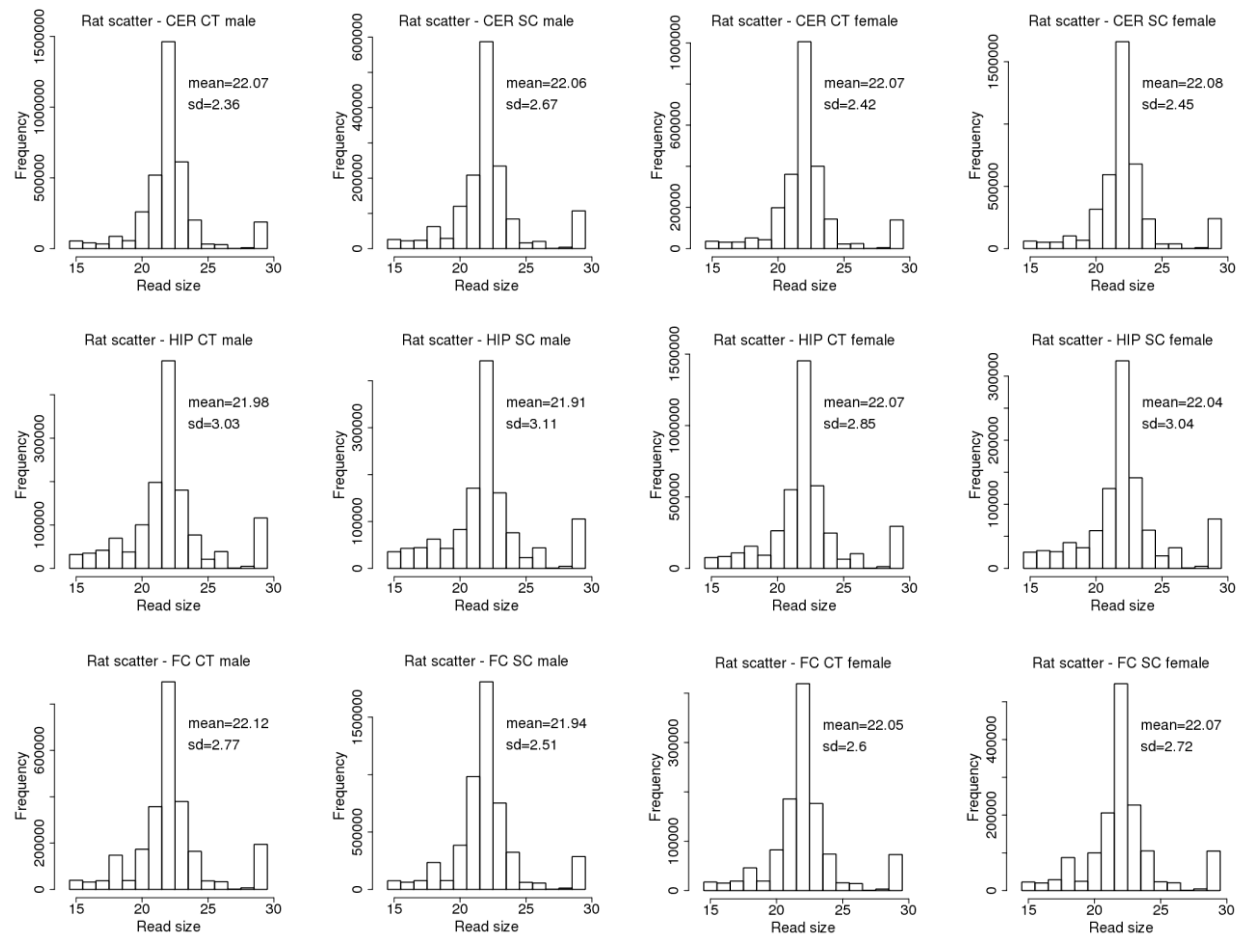 Rat scatter - CER CT male
Frequency
0
500000
1000000
1500000
mean=22.07
sd=2.36
15 20 25 30
Read size
Rat scatter - CER SC male
Frequency
0
200000
400000
600000
mean=22.06
sd=2.67
15 20 25 30
Read size
Rat scatter - CER CT female
Frequency
0
200000
600000
1000000
mean=22.07
sd=2.42
15 20 25 30
Read size
Rat scatter - CER SC female
Frequency
0
500000
1500000
mean=22.08
sd=2.45
15 20 25 30
Read size
Rat scatter - HIP CT male
Frequency
0
100000
300000
mean=21.98
sd=3.03
15 20 25 30
Read size
Rat scatter - HIP SC male
Frequency
0
100000
300000
mean=21.91
sd=3.11
15 20 25 30
Read size
Rat scatter - HIP CT female
Frequency
0
500000
1000000
1500000
mean=22.07
sd=2.85
15 20 25 30
Read size
Rat scatter - HIP SC female
Frequency
0
100000
200000
300000
mean=22.04
sd=3.04
15 20 25 30
Read size
Rat scatter - FC CT male
Frequency
0
200000
600000
mean=22.12
sd=2.77
15 20 25 30
Read size
Rat scatter - FC SC male
Frequency
0
500000
1500000
mean=21.94
sd=2.51
15 20 25 30
Read size
Rat scatter - FC CT female
Frequency
0
100000
300000
mean=22.05
sd=2.6
15 20 25 30
Read size
Rat scatter - FC SC female
Frequency
0
200000
400000
mean=22.07
sd=2.72
15 20 25 30
Read size